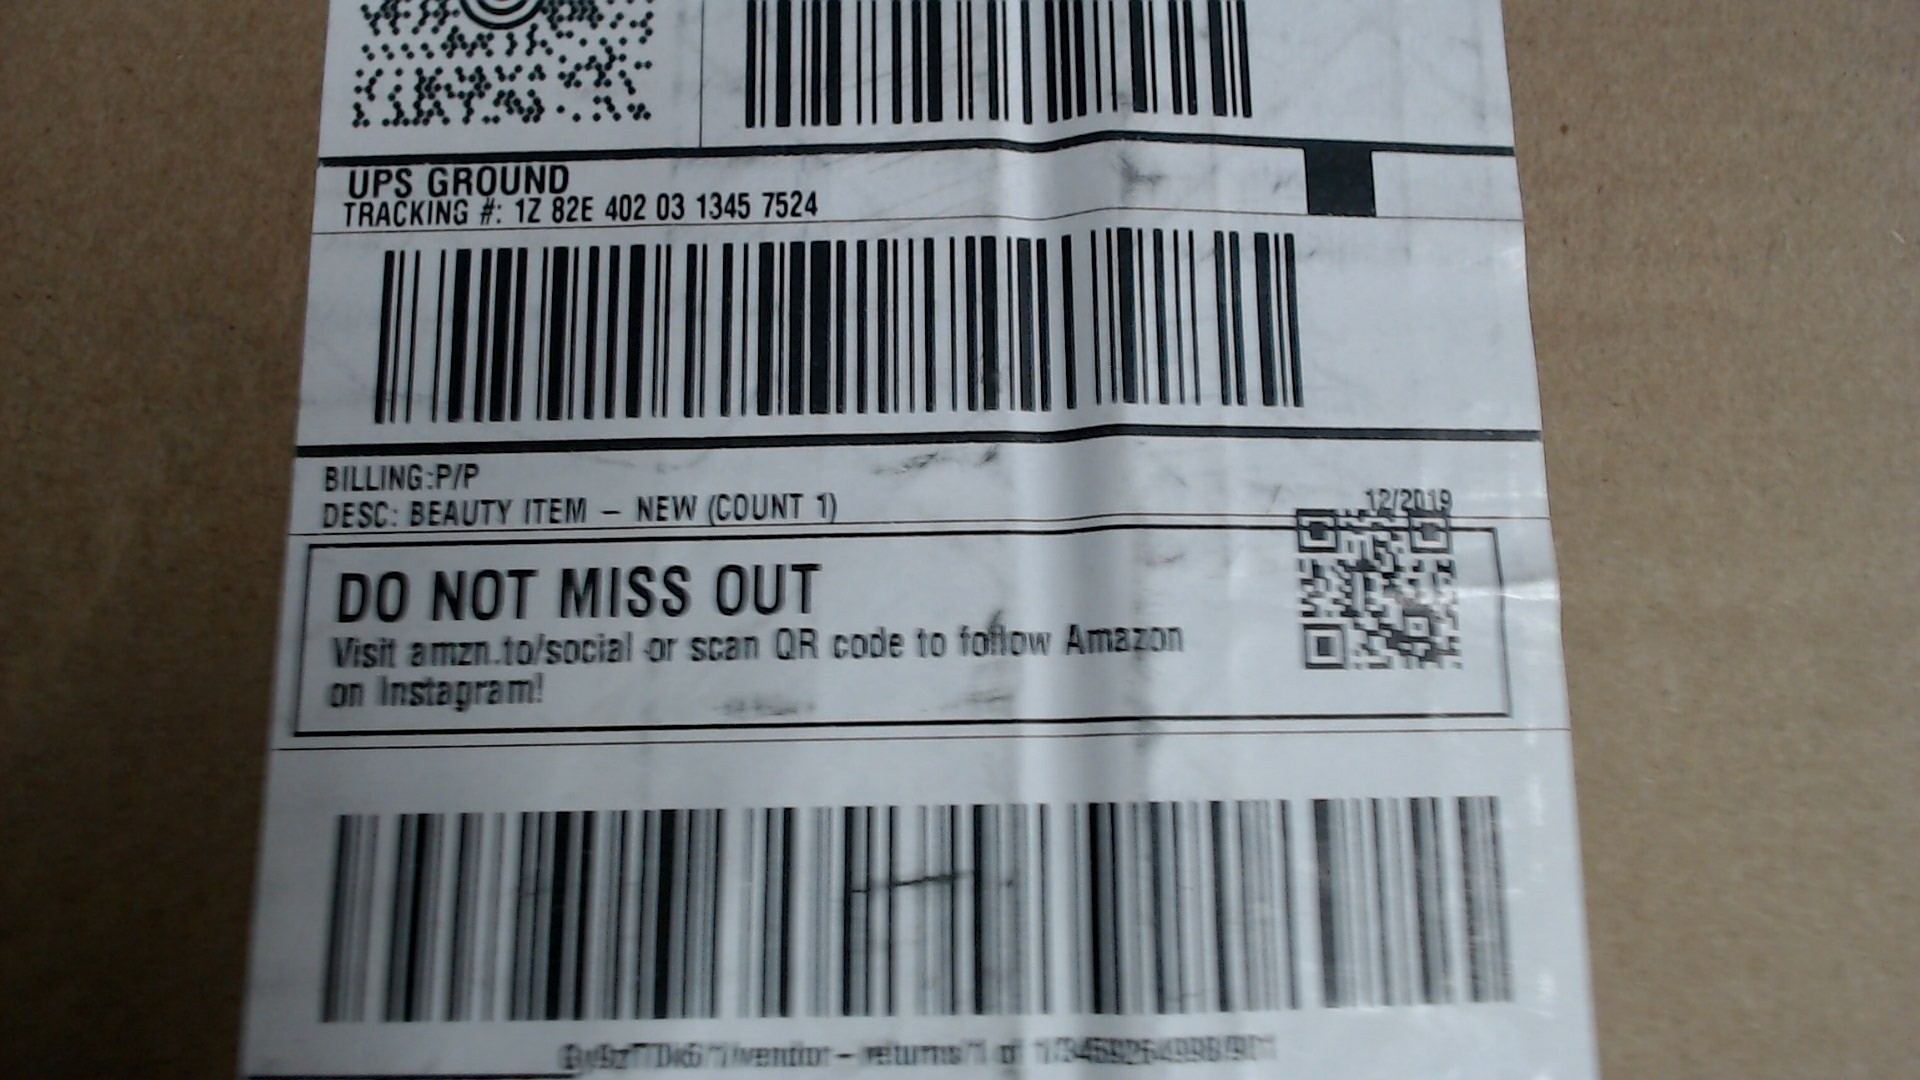 UPS GROUND
TRACKING #: 1Z 82E 402 03 1345 7524
BILLING:P/P
DESC: BEAUTY ITEM – NEW (COUNT 1)
12/2019
DO NOT MISS OUT
Visit amzn.to/social or scan QR code to follow Amazon
on Instagram!